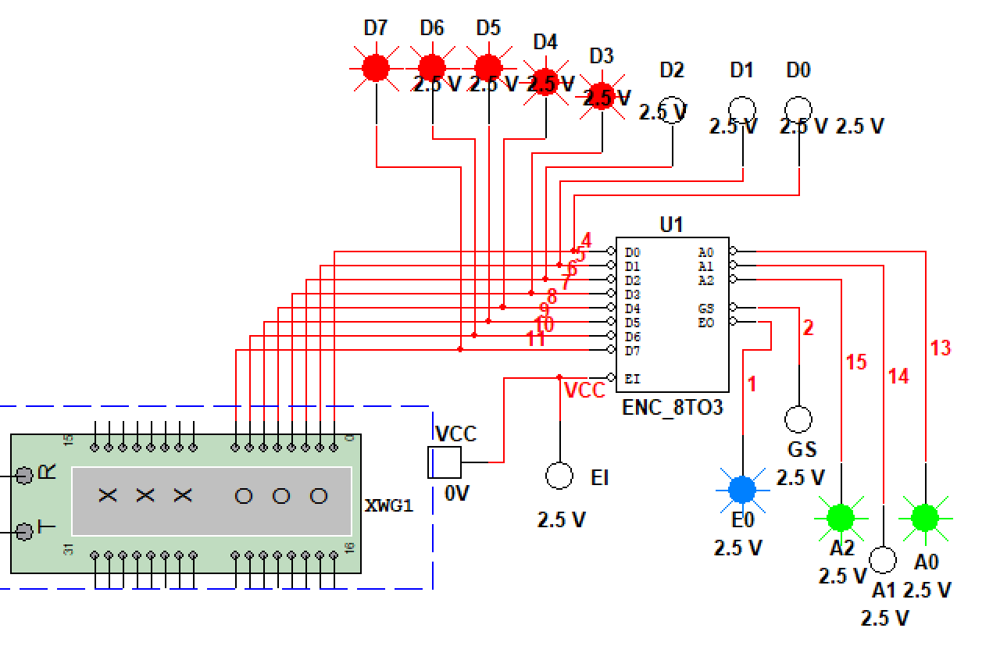 D7 D6 D5
D4
D3
D2 D1 D0
2.5 V 2.5 V 2.5 V
2.5 V
2.5 V
2.5 V 2.5 V 2.5 V
U1
4
5
6
7
8
9
10
11
D0 A0
D1 A1
D2 A2
D3
D4 GS
D5 EO
D6
D7
EI
VCC
ENC_8TO3
2
13
15
14
1
VCC
0V
EI
2.5 V
GS
2.5 V
E0
2.5 V
A2
2.5 V
A0
A1 2.5 V
2.5 V
15 0
R
X X X O O O
T
31 16
XWG1